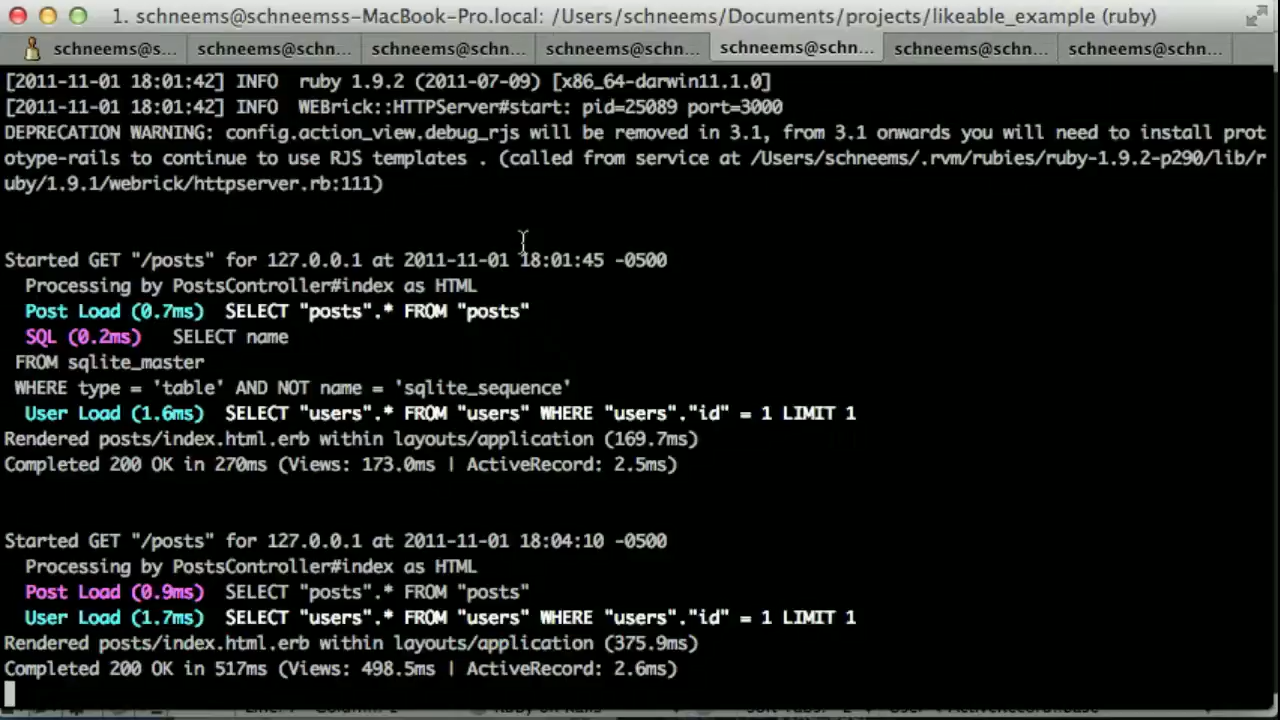 1. schneems@schneemss-MacBook-Pro.local: /Users/schneems/Documents/projects/likeable_example (ruby)
schneems@s... schneems@schn... schneems@schn... schneems@schn... schneems@schn... schneems@schn... schneems@schn...
[2011-11-01 18:01:42] INFO  ruby 1.9.2 (2011-07-09) [x86_64-darwin11.1.0]
[2011-11-01 18:01:42] INFO  WEBrick::HTTPServer#start: pid=25089 port=3000
DEPRECATION WARNING: config.action_view.debug_rjs will be removed in 3.1, from 3.1 onwards you will need to install prot
otype-rails to continue to use RJS templates . (called from service at /Users/schneems/.rvm/rubies/ruby-1.9.2-p290/lib/r
uby/1.9.1/webrick/httpserver.rb:111)
Started GET "/posts" for 127.0.0.1 at 2011-11-01 18:01:45 -0500
Processing by PostsController#index as HTML
Post Load (0.7ms)  SELECT "posts".* FROM "posts"
SQL (0.2ms)   SELECT name
FROM sqlite_master
WHERE type = 'table' AND NOT name = 'sqlite_sequence'
User Load (1.6ms)  SELECT "users".* FROM "users" WHERE "users"."id" = 1 LIMIT 1
Rendered posts/index.html.erb within layouts/application (169.7ms)
Completed 200 OK in 270ms (Views: 173.0ms | ActiveRecord: 2.5ms)
Started GET "/posts" for 127.0.0.1 at 2011-11-01 18:04:10 -0500
Processing by PostsController#index as HTML
Post Load (0.9ms)  SELECT "posts".* FROM "posts"
User Load (1.7ms)  SELECT "users".* FROM "users" WHERE "users"."id" = 1 LIMIT 1
Rendered posts/index.html.erb within layouts/application (375.9ms)
Completed 200 OK in 517ms (Views: 498.5ms | ActiveRecord: 2.6ms)